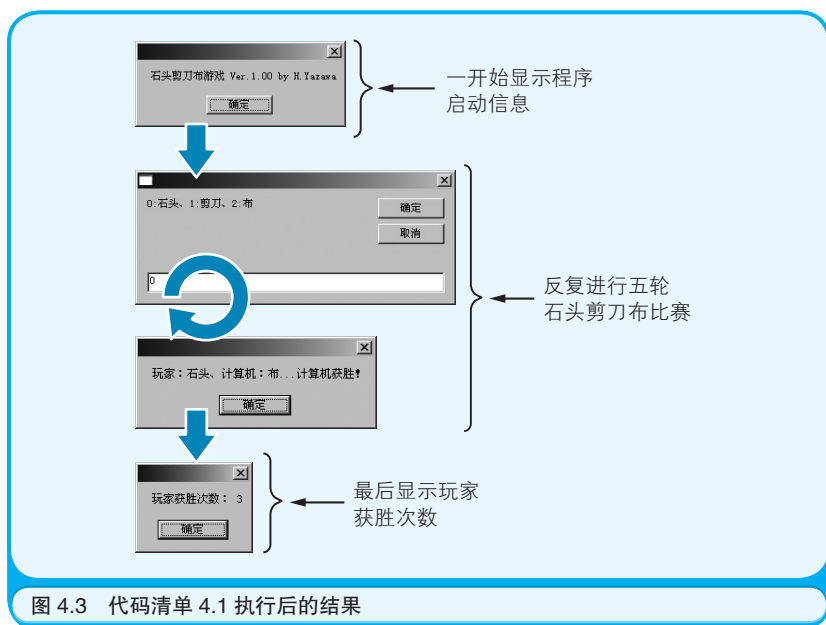 石头剪刀布游戏 Ver.1.00 by H.Yazawa
确定
一开始显示程序
启动信息
0:石头、1:剪刀、2:布
确定
取消
0
反复进行五轮
石头剪刀布比赛
玩家：石头、计算机：布...计算机获胜!
确定
玩家获胜次数： 3
确定
最后显示玩家
获胜次数
图 4.3 代码清单 4.1 执行后的结果